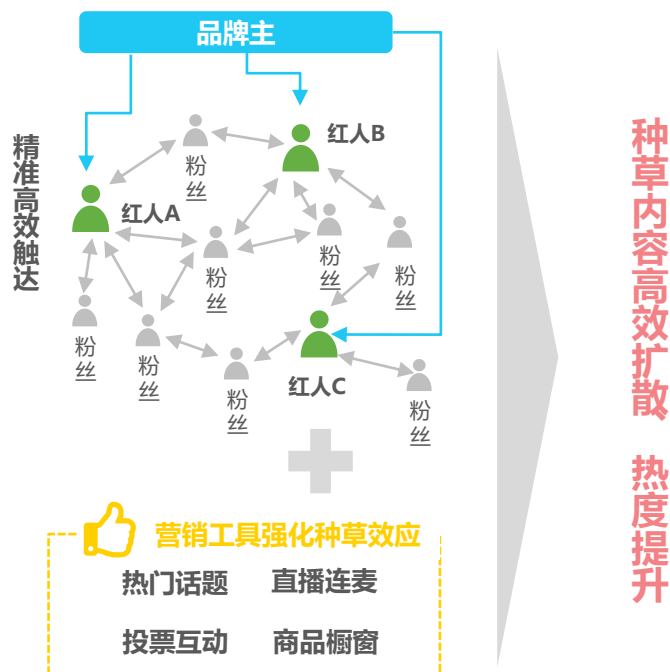 品牌主
精准高效触达
红人B
粉丝
红人A
粉丝
粉丝
粉丝
粉丝
粉丝
粉丝
红人C
粉丝
营销工具强化种草效应
热门话题
直播连麦
投票互动
商品橱窗
种草内容高效扩散、热度提升